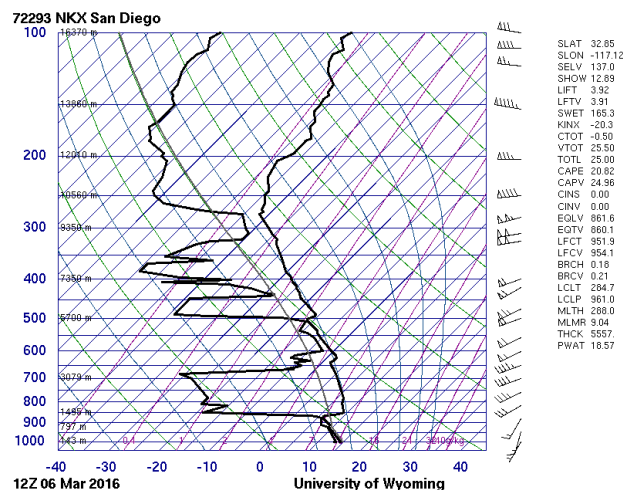 72293 NKX San Diego
100
16370 m
13860 m
200
12010 m
10560 m
300
9350 m
400
7350 m
500
5700 m
600
700
3079 m
800
1495 m
900
797 m
1000
143 m
0.1
1
2
4
7
10
16
24
32
40g/kg
-40
-30
-20
-10
0
10
20
30
40
12Z 06 Mar 2016
University of Wyoming
SLAT 32.85
SLON -117.12
SELV 137.0
SHOW 12.89
LIFT 3.92
LFTV 3.91
SWET 165.3
KINX -20.3
CTOT -0.50
VTOT 25.50
TOTL 25.00
CAPE 20.82
CAPV 24.96
CINS 0.00
CINV 0.00
EQLV 861.6
EQTV 860.1
LFCT 951.9
LFCV 954.1
BRCH 0.18
BRCV 0.21
LCLT 284.7
LCLP 961.0
MLTH 288.0
MLMR 9.04
THCK 5557.
PWAT 18.57